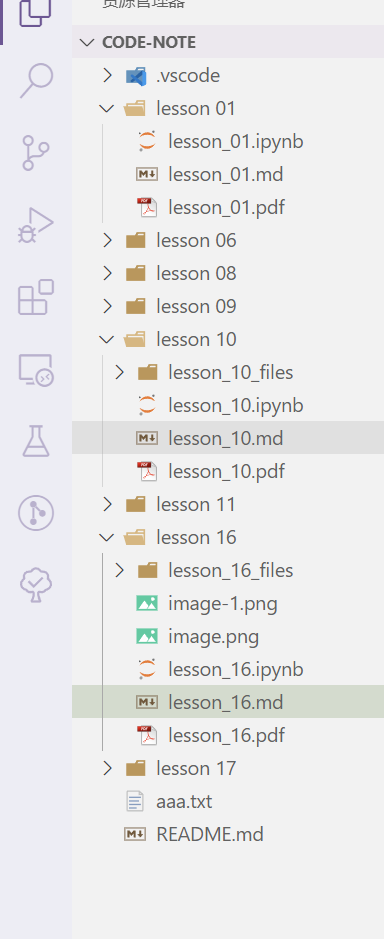 资源管理器
CODE-NOTE
.vscode
lesson 01
lesson_01.ipynb
lesson_01.md
lesson_01.pdf
lesson 06
lesson 08
lesson 09
lesson 10
lesson_10_files
lesson_10.ipynb
lesson_10.md
lesson_10.pdf
lesson 11
lesson 16
lesson_16_files
image-1.png
image.png
lesson_16.ipynb
lesson_16.md
lesson_16.pdf
lesson 17
aaa.txt
README.md